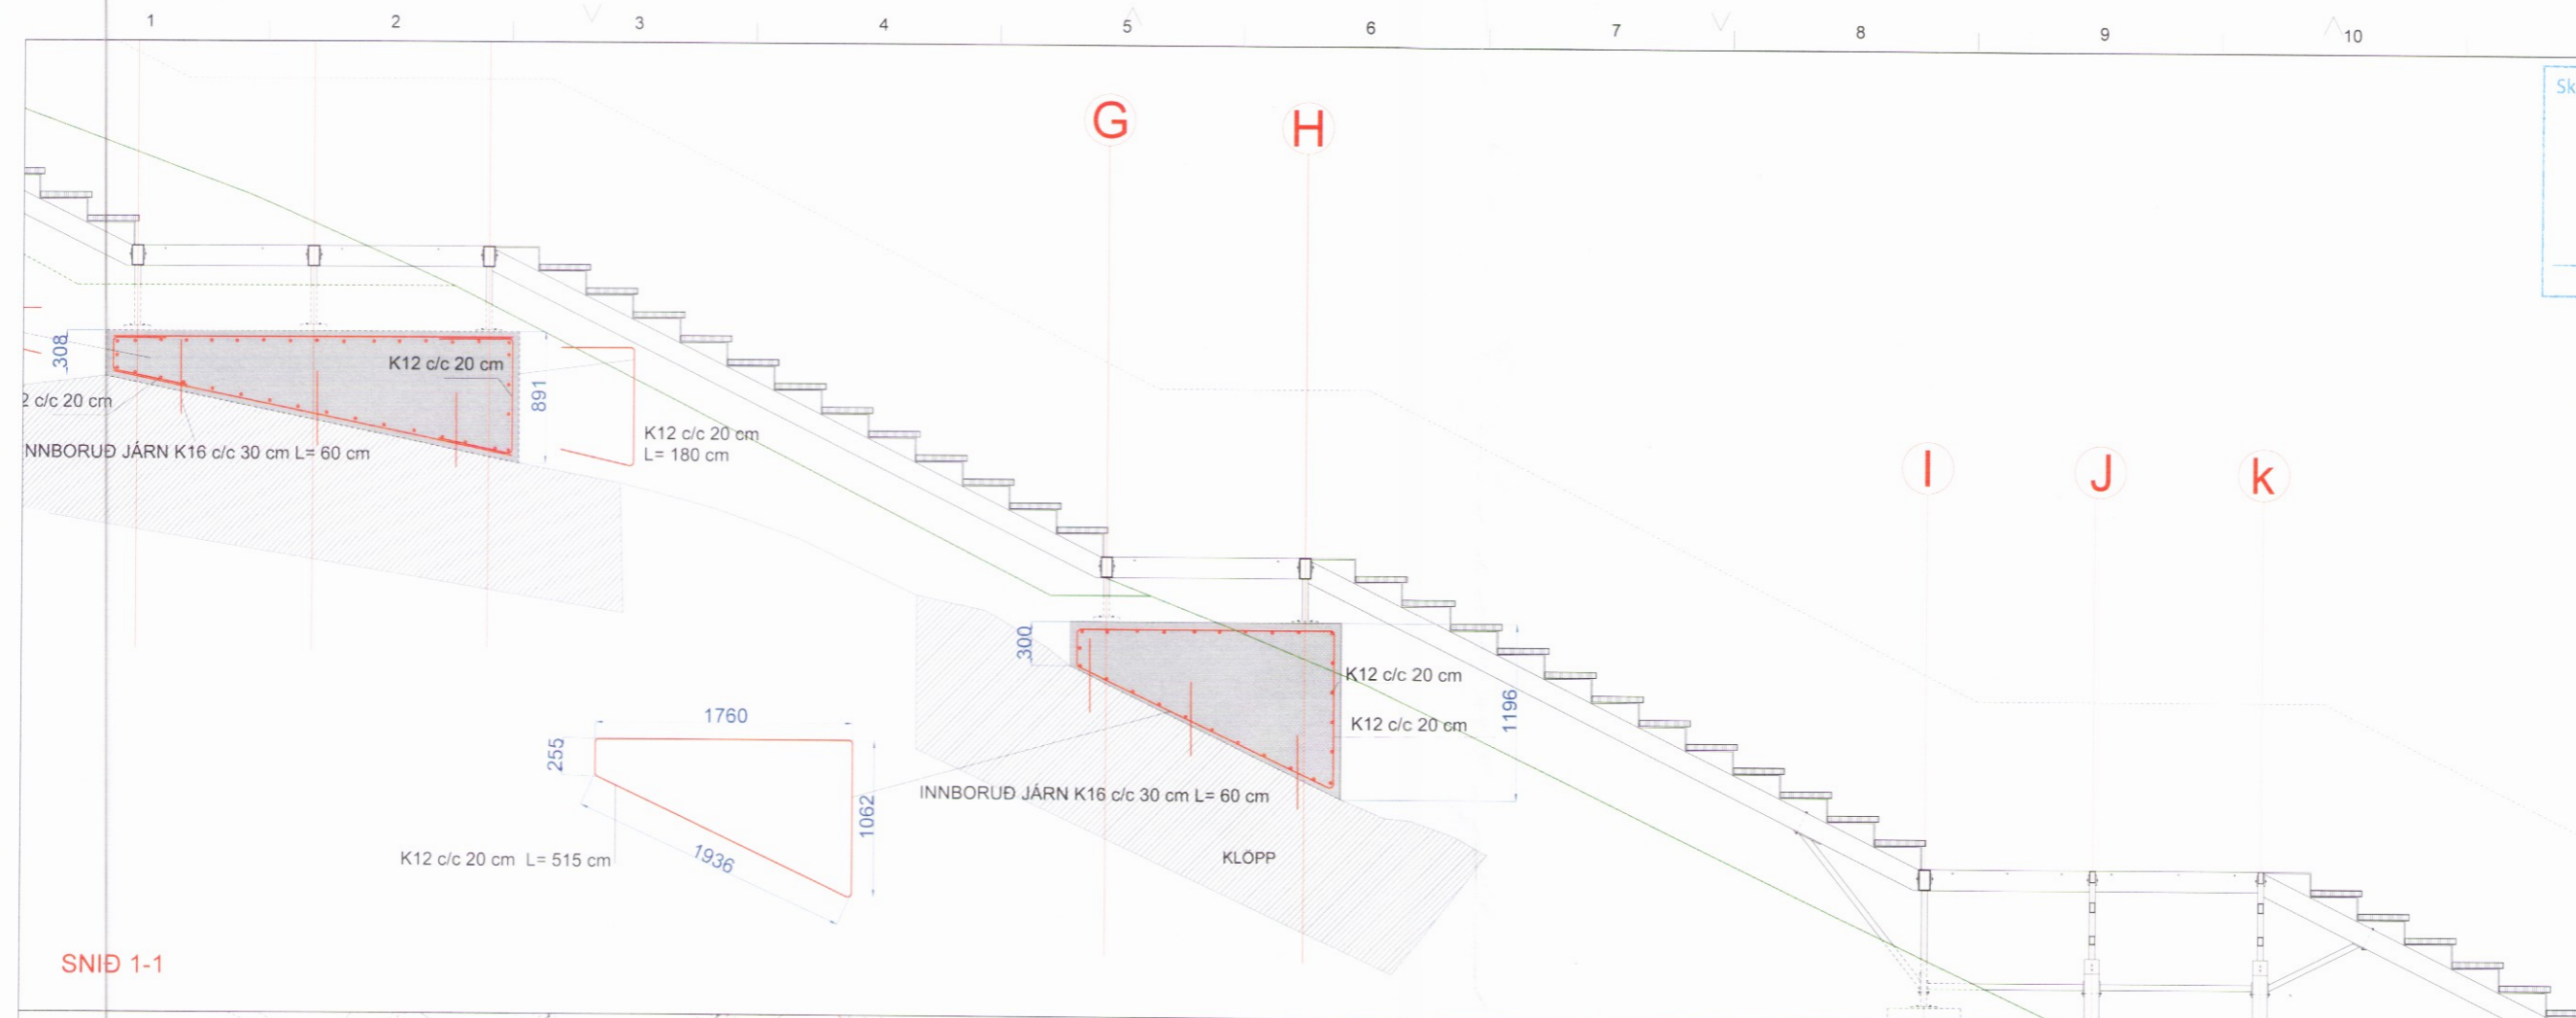 1 2 3 4 5 6 7 8 9 10
Sk
G H
308
K12 c/c 20 cm
891
2 c/c 20 cm
K12 c/c 20 cm
L= 180 cm
NNBORUÐ JÁRN K16 c/c 30 cm L= 60 cm
I J k
300
K12 c/c 20 cm
1196
K12 c/c 20 cm
1760
255
1062
INNBORUÐ JÁRN K16 c/c 30 cm L= 60 cm
1936
K12 c/c 20 cm L= 515 cm
KLÖPP
SNIÐ 1-1